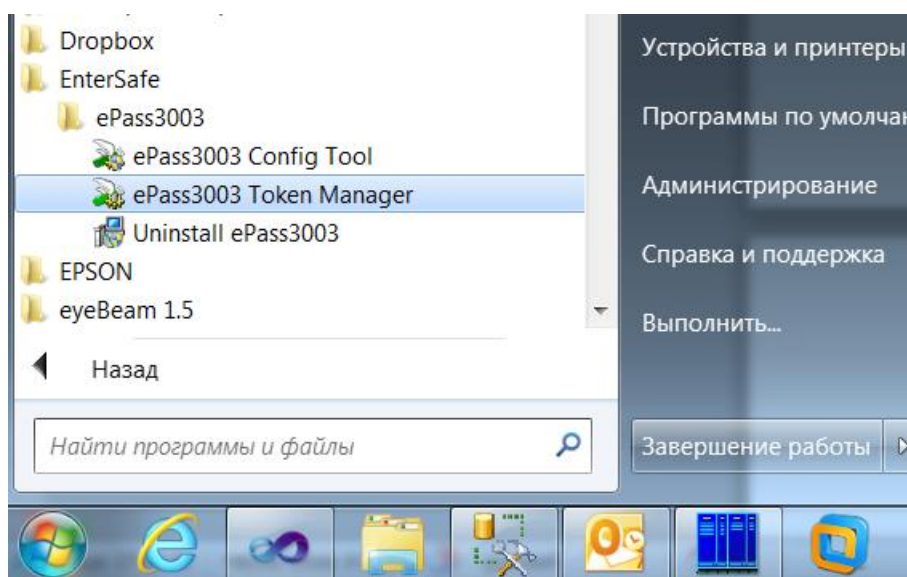 Dropbox
EnterSafe
ePass3003
ePass3003 Config Tool
ePass3003 Token Manager
Uninstall ePass3003
EPSON
eyeBeam 1.5
Назад
Найти программы и файлы
Устройства и принтеры
Программы по умолчан
Администрирование
Справка и поддержка
Выполнить...
Завершение работы